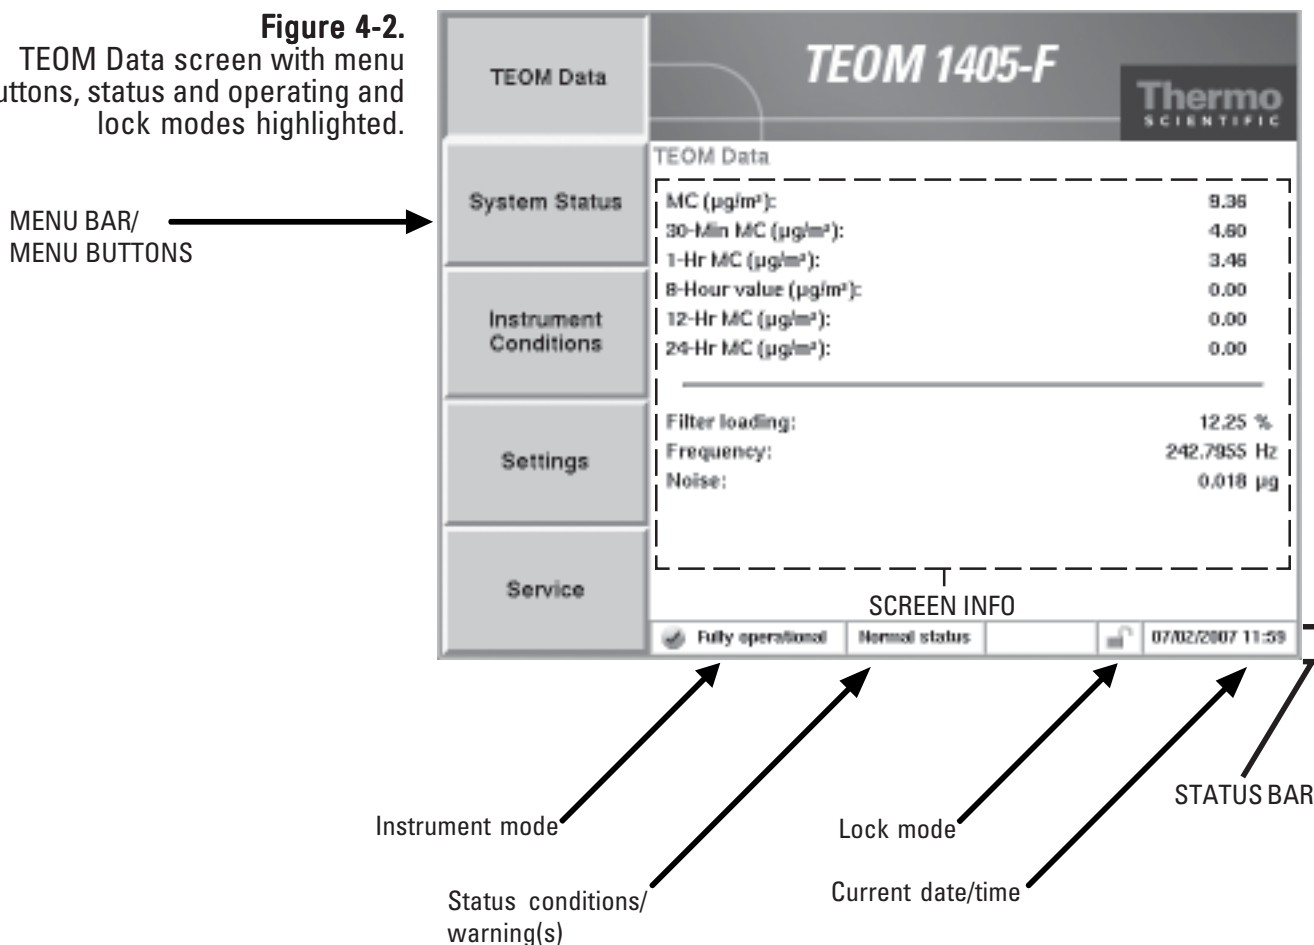 Figure 4-2.
TEOM Data screen with menu
uttons, status and operating and
lock modes highlighted.
MENU BAR/
MENU BUTTONS
TEOM Data
System Status
Instrument
Conditions
Settings
Service
TEOM 1405-F
Thermo
SCIENTIFIC
TEOM Data
MC (µg/m³): 9.36
30-Min MC (µg/m³): 4.60
1-Hr MC (µg/m³): 3.46
8-Hour value (µg/m³): 0.00
12-Hr MC (µg/m³): 0.00
24-Hr MC (µg/m³): 0.00
Filter loading: 12.25 %
Frequency: 242.7955 Hz
Noise: 0.018 µg
SCREEN INFO
Fully operational Normal status 07/02/2007 11:59
STATUS BAR
Instrument mode
Lock mode
Status conditions/
warning(s)
Current date/time